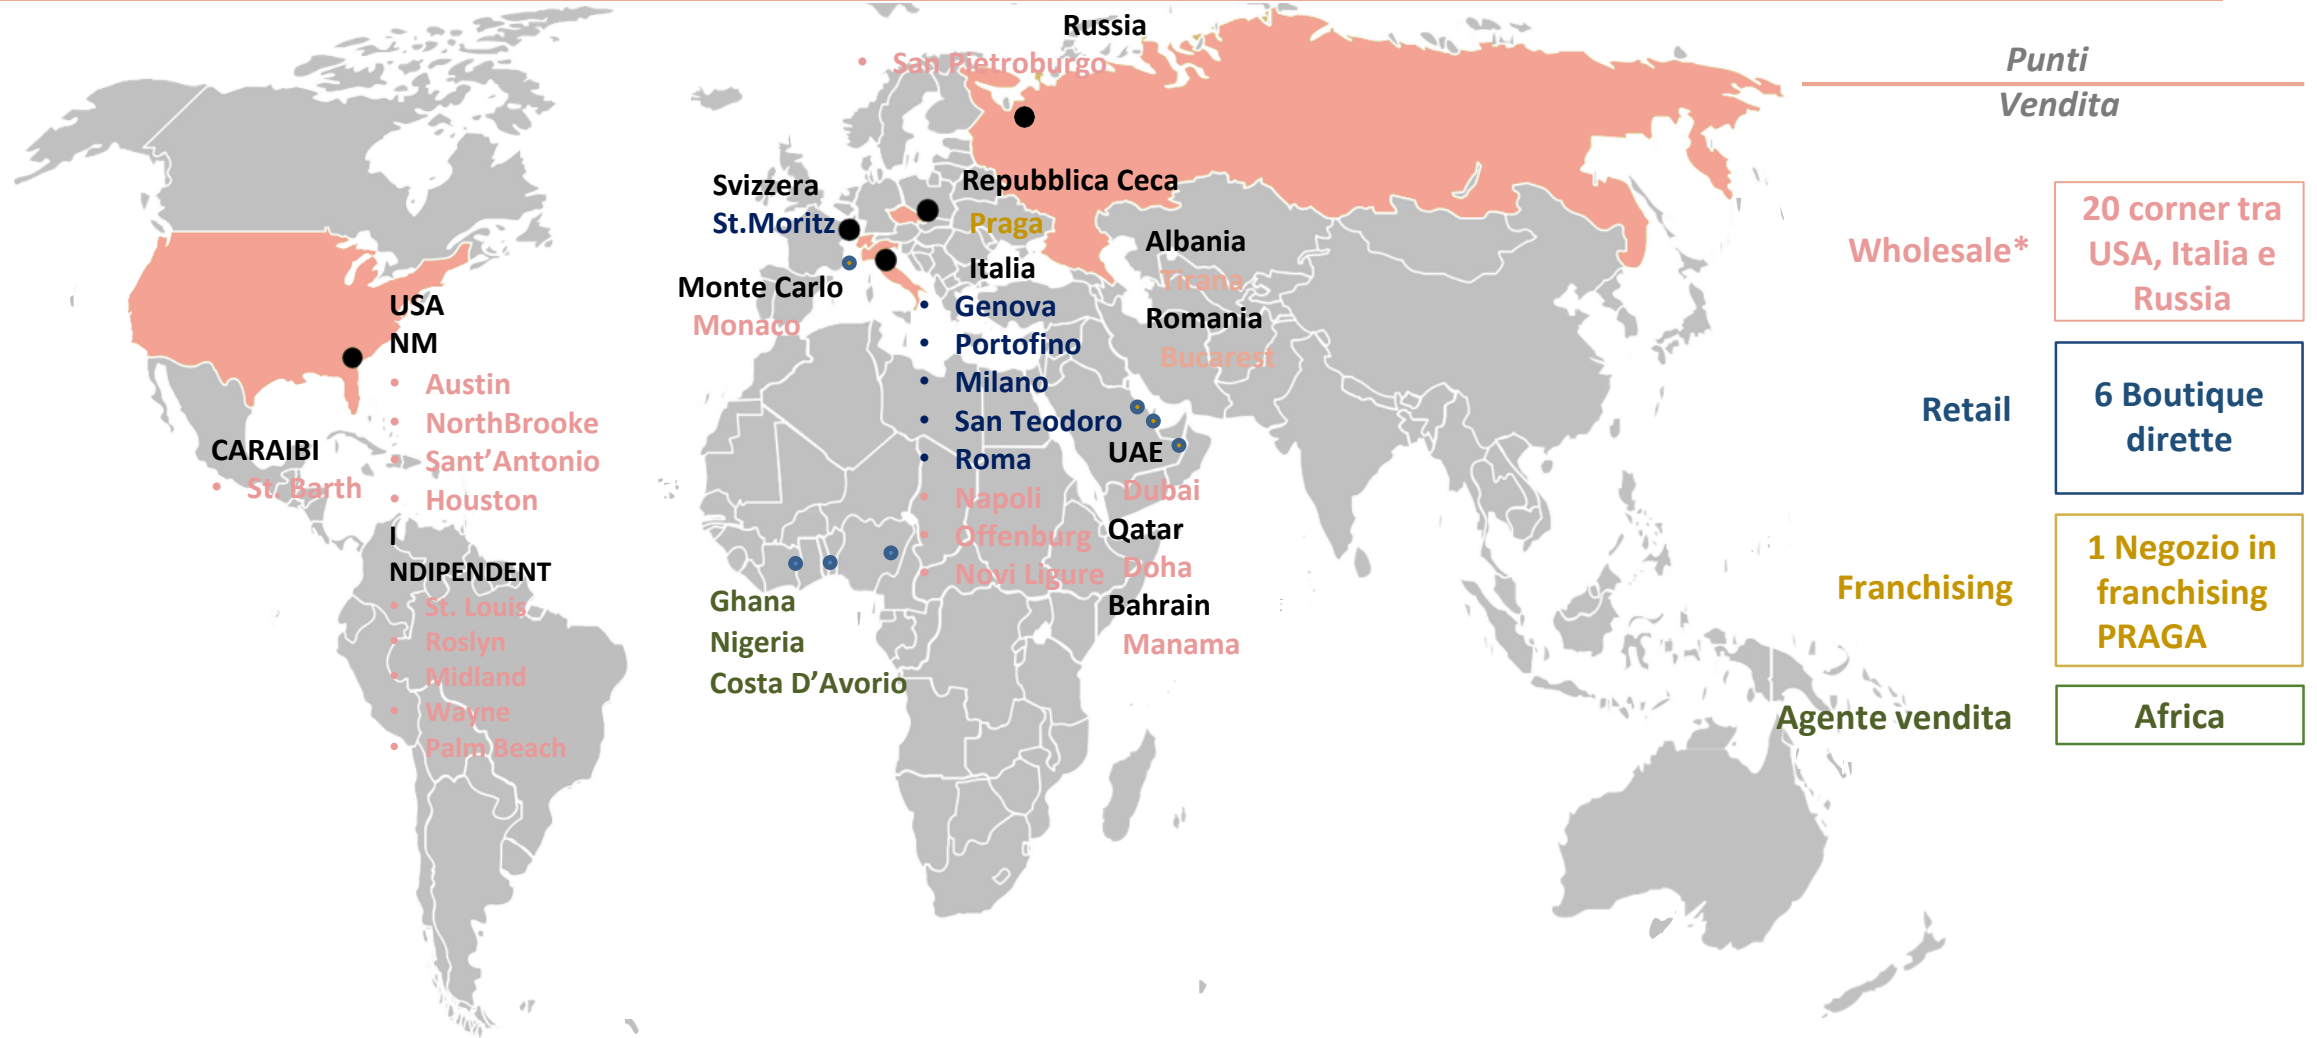 Russia
• San Pietroburgo
Punti
Vendita
Svizzera
St.Moritz
Repubblica Ceca
Praga
Monte Carlo
Monaco
Italia
• Genova
• Portofino
• Milano
• San Teodoro
• Roma
• Napoli
• Offenburg
• Novi Ligure
Albania
Tirana
Romania
Bucarest
USA
NM
• Austin
• NorthBrooke
• Sant’Antonio
• Houston
I
NDIPENDENT
• St. Louis
• Roslyn
• Midland
• Wayne
• Palm Beach
CARAIBI
• St. Barth
UAE
Dubai
Qatar
Doha
Bahrain
Manama
Ghana
Nigeria
Costa D’Avorio
Wholesale*
20 corner tra
USA, Italia e
Russia
Retail
6 Boutique
dirette
Franchising
1 Negozio in
franchising
PRAGA
Agente vendita
Africa